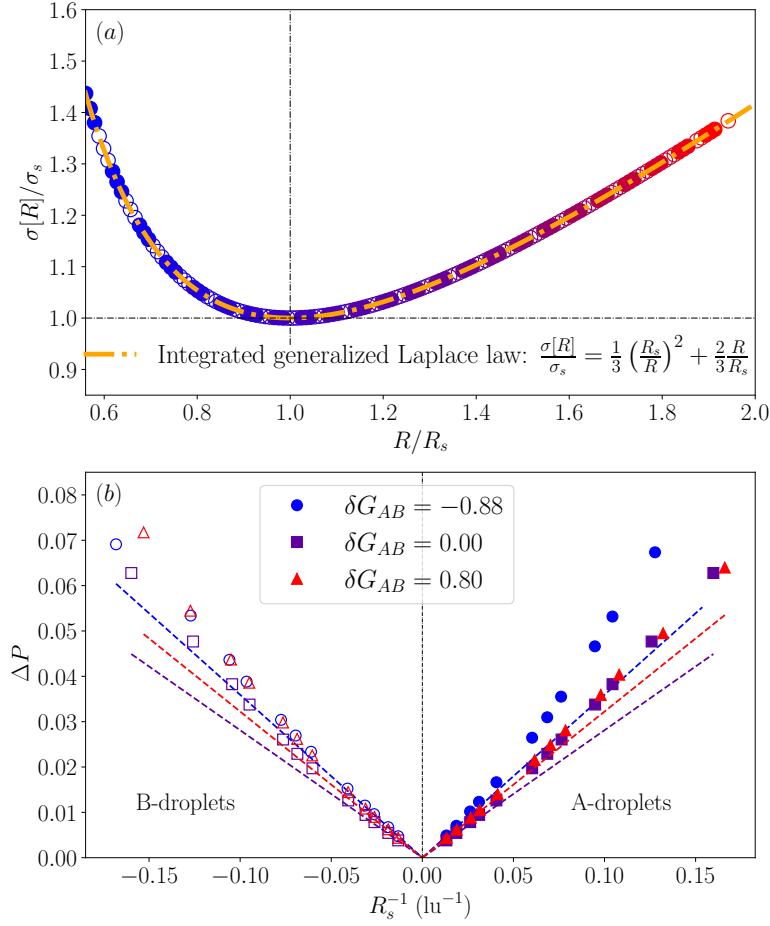 (a)
1.6
1.5
1.4
1.3
1.2
1.1
1.0
0.9
σ[R]/σ_s
Integrated generalized Laplace law: σ[R]/σ_s = 1/3 (R_s/R)^2 + 2/3 R/R_s
0.6 0.8 1.0 1.2 1.4 1.6 1.8 2.0
R/R_s
(b)
0.08
0.07
0.06
0.05
0.04
0.03
0.02
0.01
0.00
ΔP
δG_AB = −0.88
δG_AB = 0.00
δG_AB = 0.80
B-droplets A-droplets
−0.15 −0.10 −0.05 0.00 0.05 0.10 0.15
R_s^−1 (lu^−1)